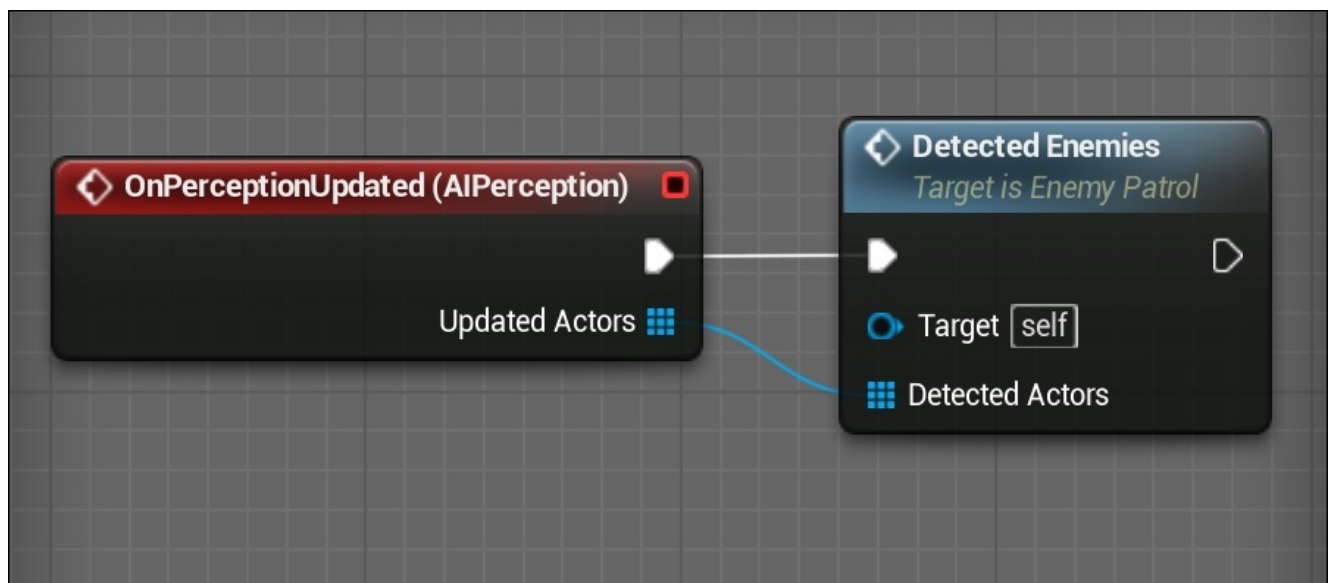 OnPerceptionUpdated (AIPerception)
Updated Actors
Detected Enemies
Target is Enemy Patrol
Target self
Detected Actors